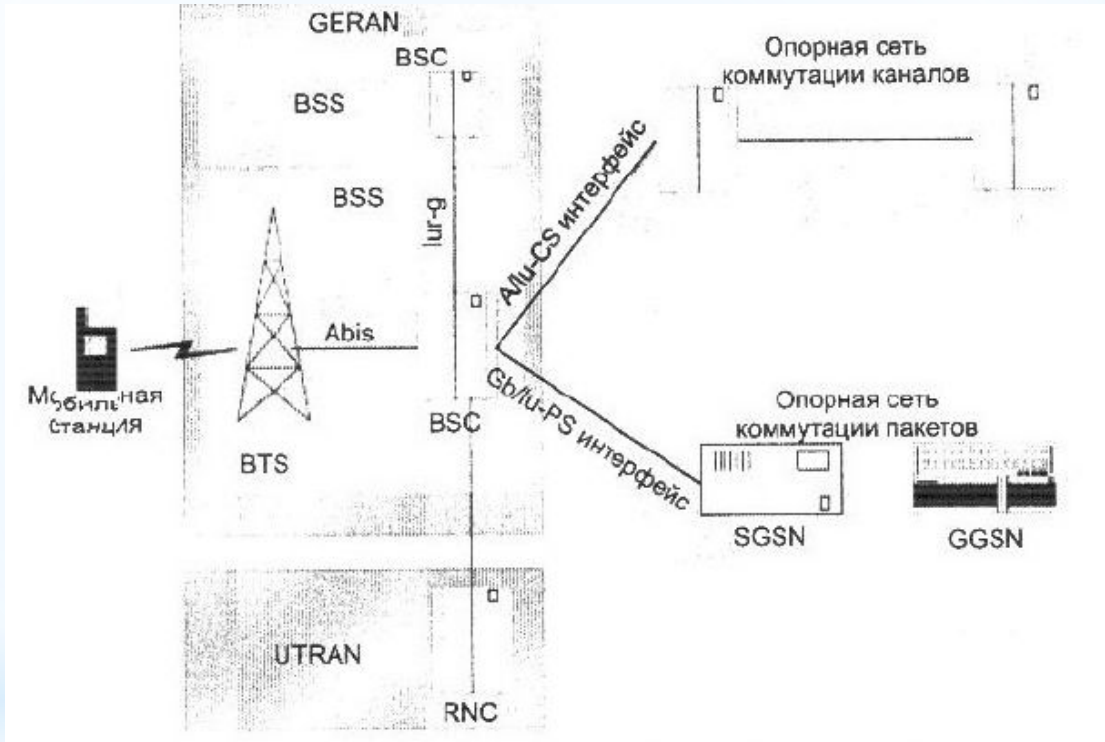 GERAN
BSC
BSS
BSS
Iur-g
Abis
Мобильная
станция
BTS
BSC
A/Iu-CS интерфейс
Gb/Iu-PS интерфейс
Опорная сеть
коммутации каналов
Опорная сеть
коммутации пакетов
SGSN
GGSN
UTRAN
RNC